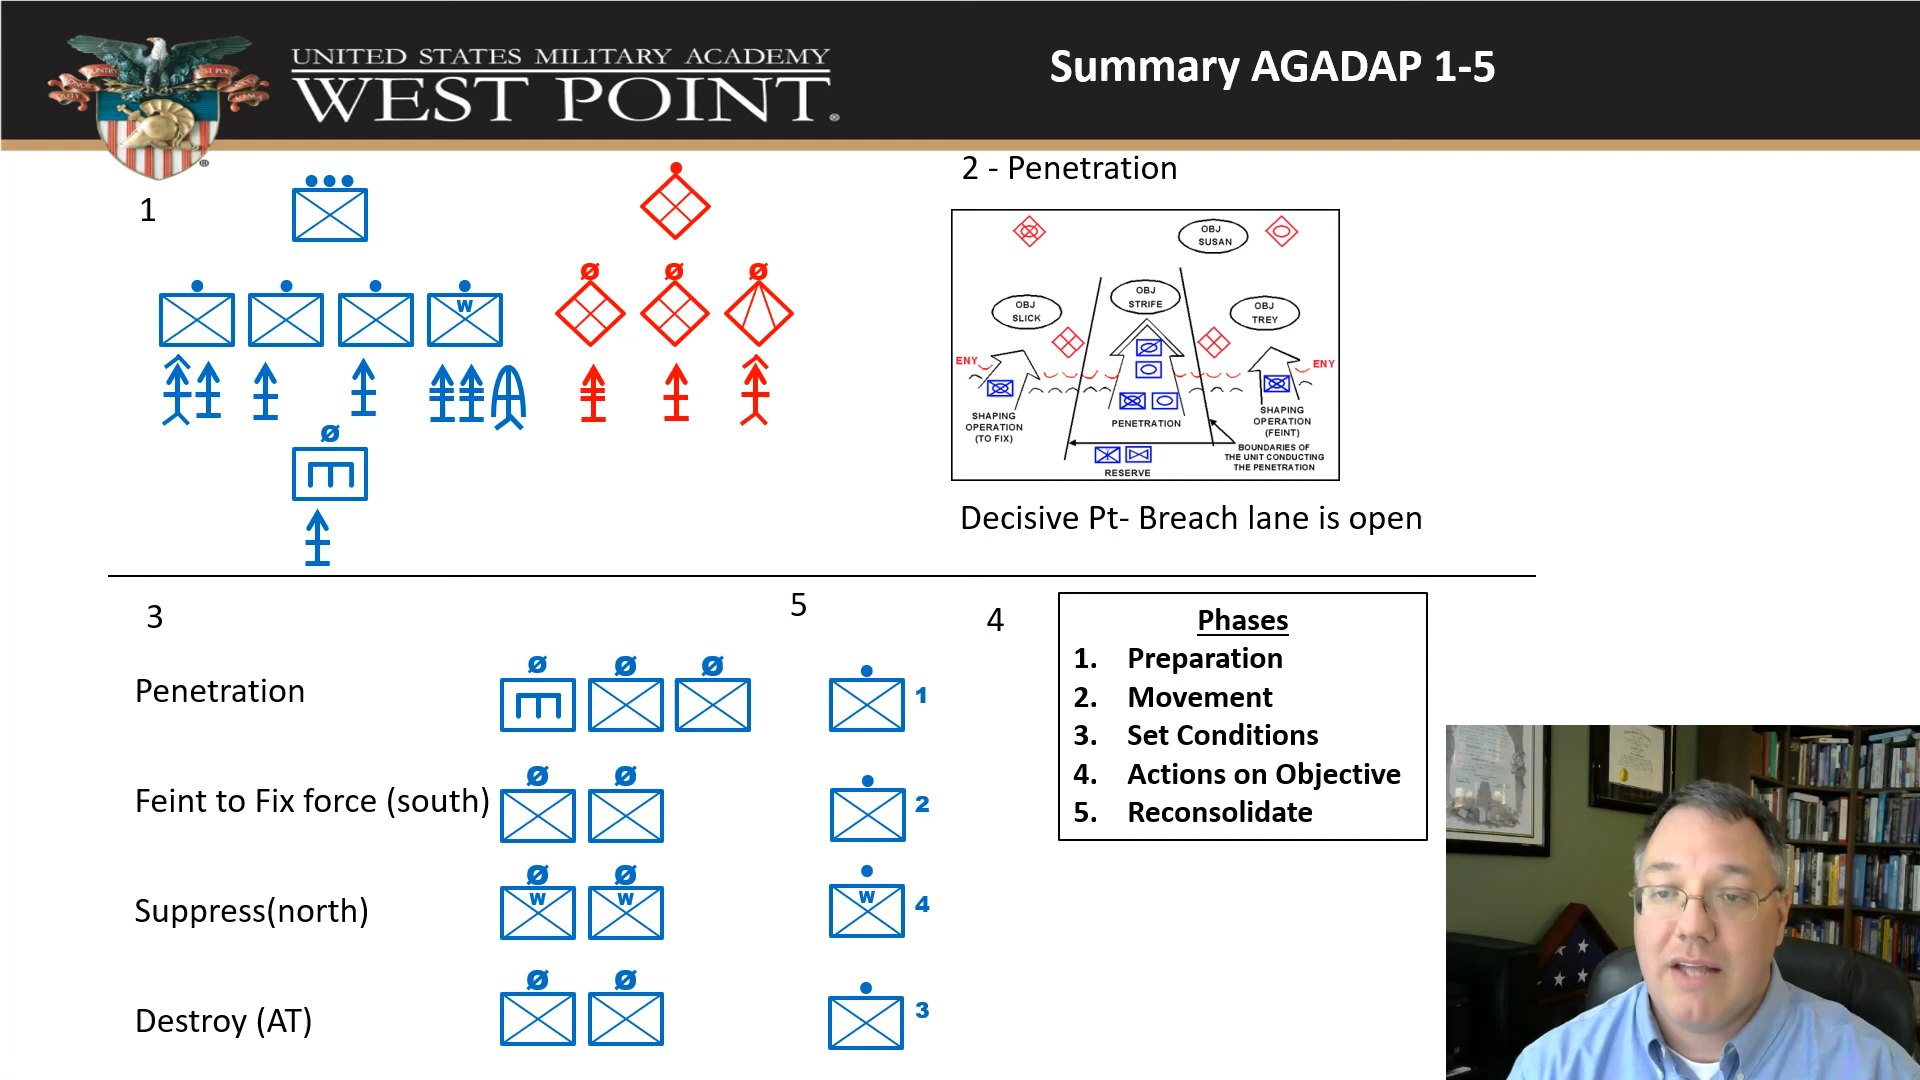 UNITED STATES MILITARY ACADEMY
WEST POINT.
Summary AGADAP 1-5
1
W
2 - Penetration
OBJ
SUSAN
OBJ
SLICK
OBJ
STRIFE
OBJ
TREY
ENY
ENY
SHAPING
OPERATION
(TO FIX)
PENETRATION
SHAPING
OPERATION
(FEINT)
BOUNDARIES OF
THE UNIT CONDUCTING
THE PENETRATION
RESERVE
Decisive Pt- Breach lane is open
3
5
4
Penetration
1
Feint to Fix force (south)
2
Suppress(north)
W
W
W
4
Destroy (AT)
3
Phases
1. Preparation
2. Movement
3. Set Conditions
4. Actions on Objective
5. Reconsolidate